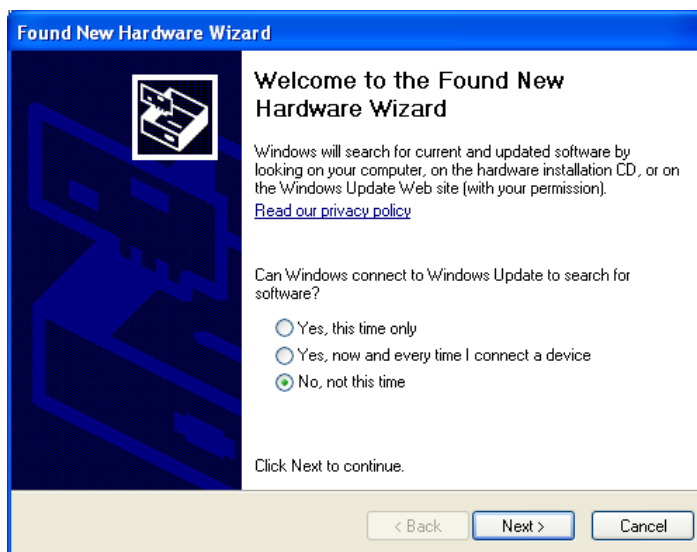 Found New Hardware Wizard
Welcome to the Found New
Hardware Wizard
Windows will search for current and updated software by
looking on your computer, on the hardware installation CD, or on
the Windows Update Web site (with your permission).
Read our privacy policy
Can Windows connect to Windows Update to search for
software?
Yes, this time only
Yes, now and every time I connect a device
No, not this time
Click Next to continue.
< Back
Next >
Cancel